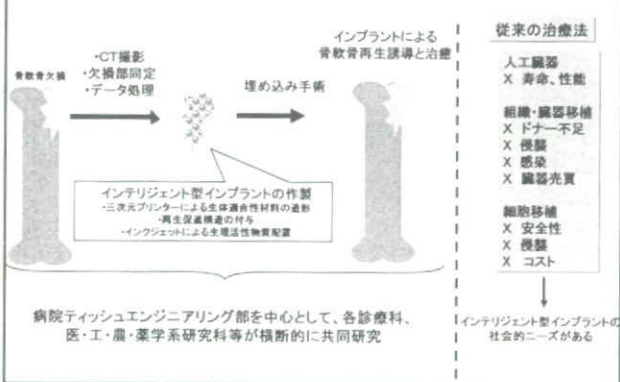 骨軟骨欠損
・CT撮影
・欠損部同定
・データ処理
埋め込み手術
インプラントによる
骨軟骨再生誘導と治癒
インテリジェント型インプラントの作製
・三次元プリンターによる生体適合性材料の造形
・再生促進構造の付与
・インクジェットによる生理活性物質配置
病院ティッシュエンジニアリング部を中心として、各診療科、
医・工・農・薬学系研究科等が横断的に共同研究
従来の治療法
人工臓器
X 寿命、性能
組織・臓器移植
X ドナー不足
X 侵襲
X 感染
X 臓器売買
細胞移植
X 安全性
X 侵襲
X コスト
インテリジェント型インプラントの
社会的ニーズがある